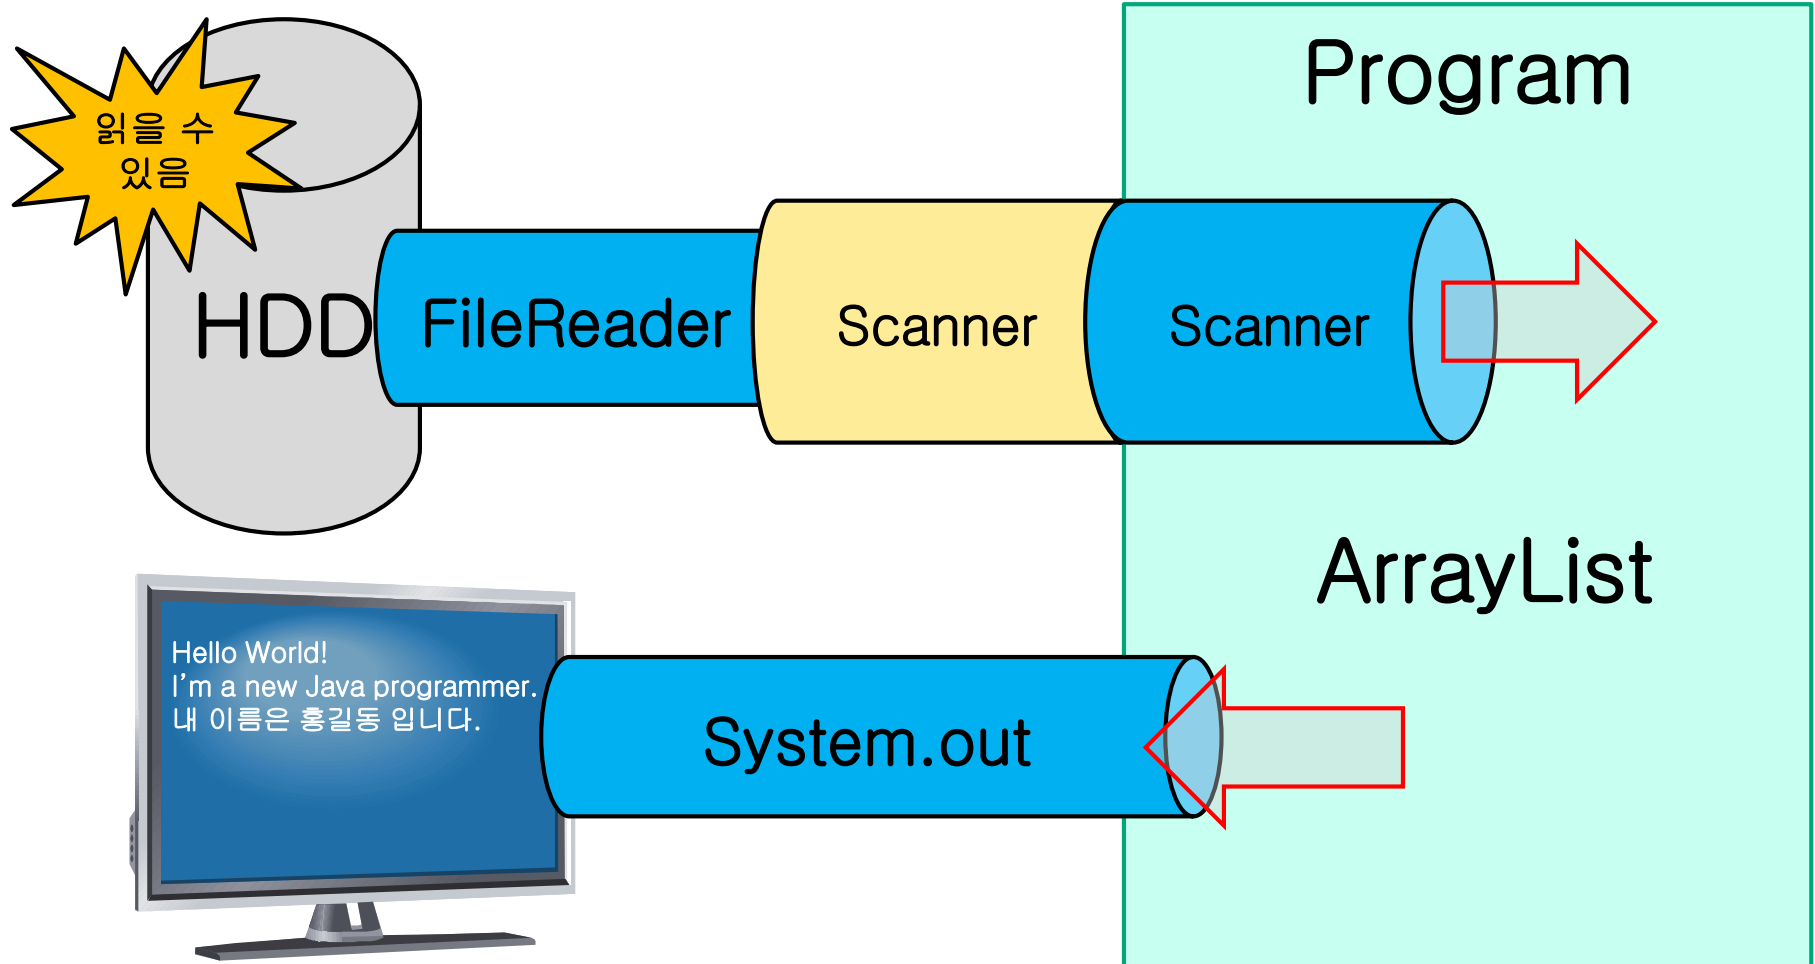 Program
읽을 수
있음
HDD
FileReader
Scanner
Scanner
ArrayList
Hello World!
I'm a new Java programmer.
내 이름은 홍길동 입니다.
System.out